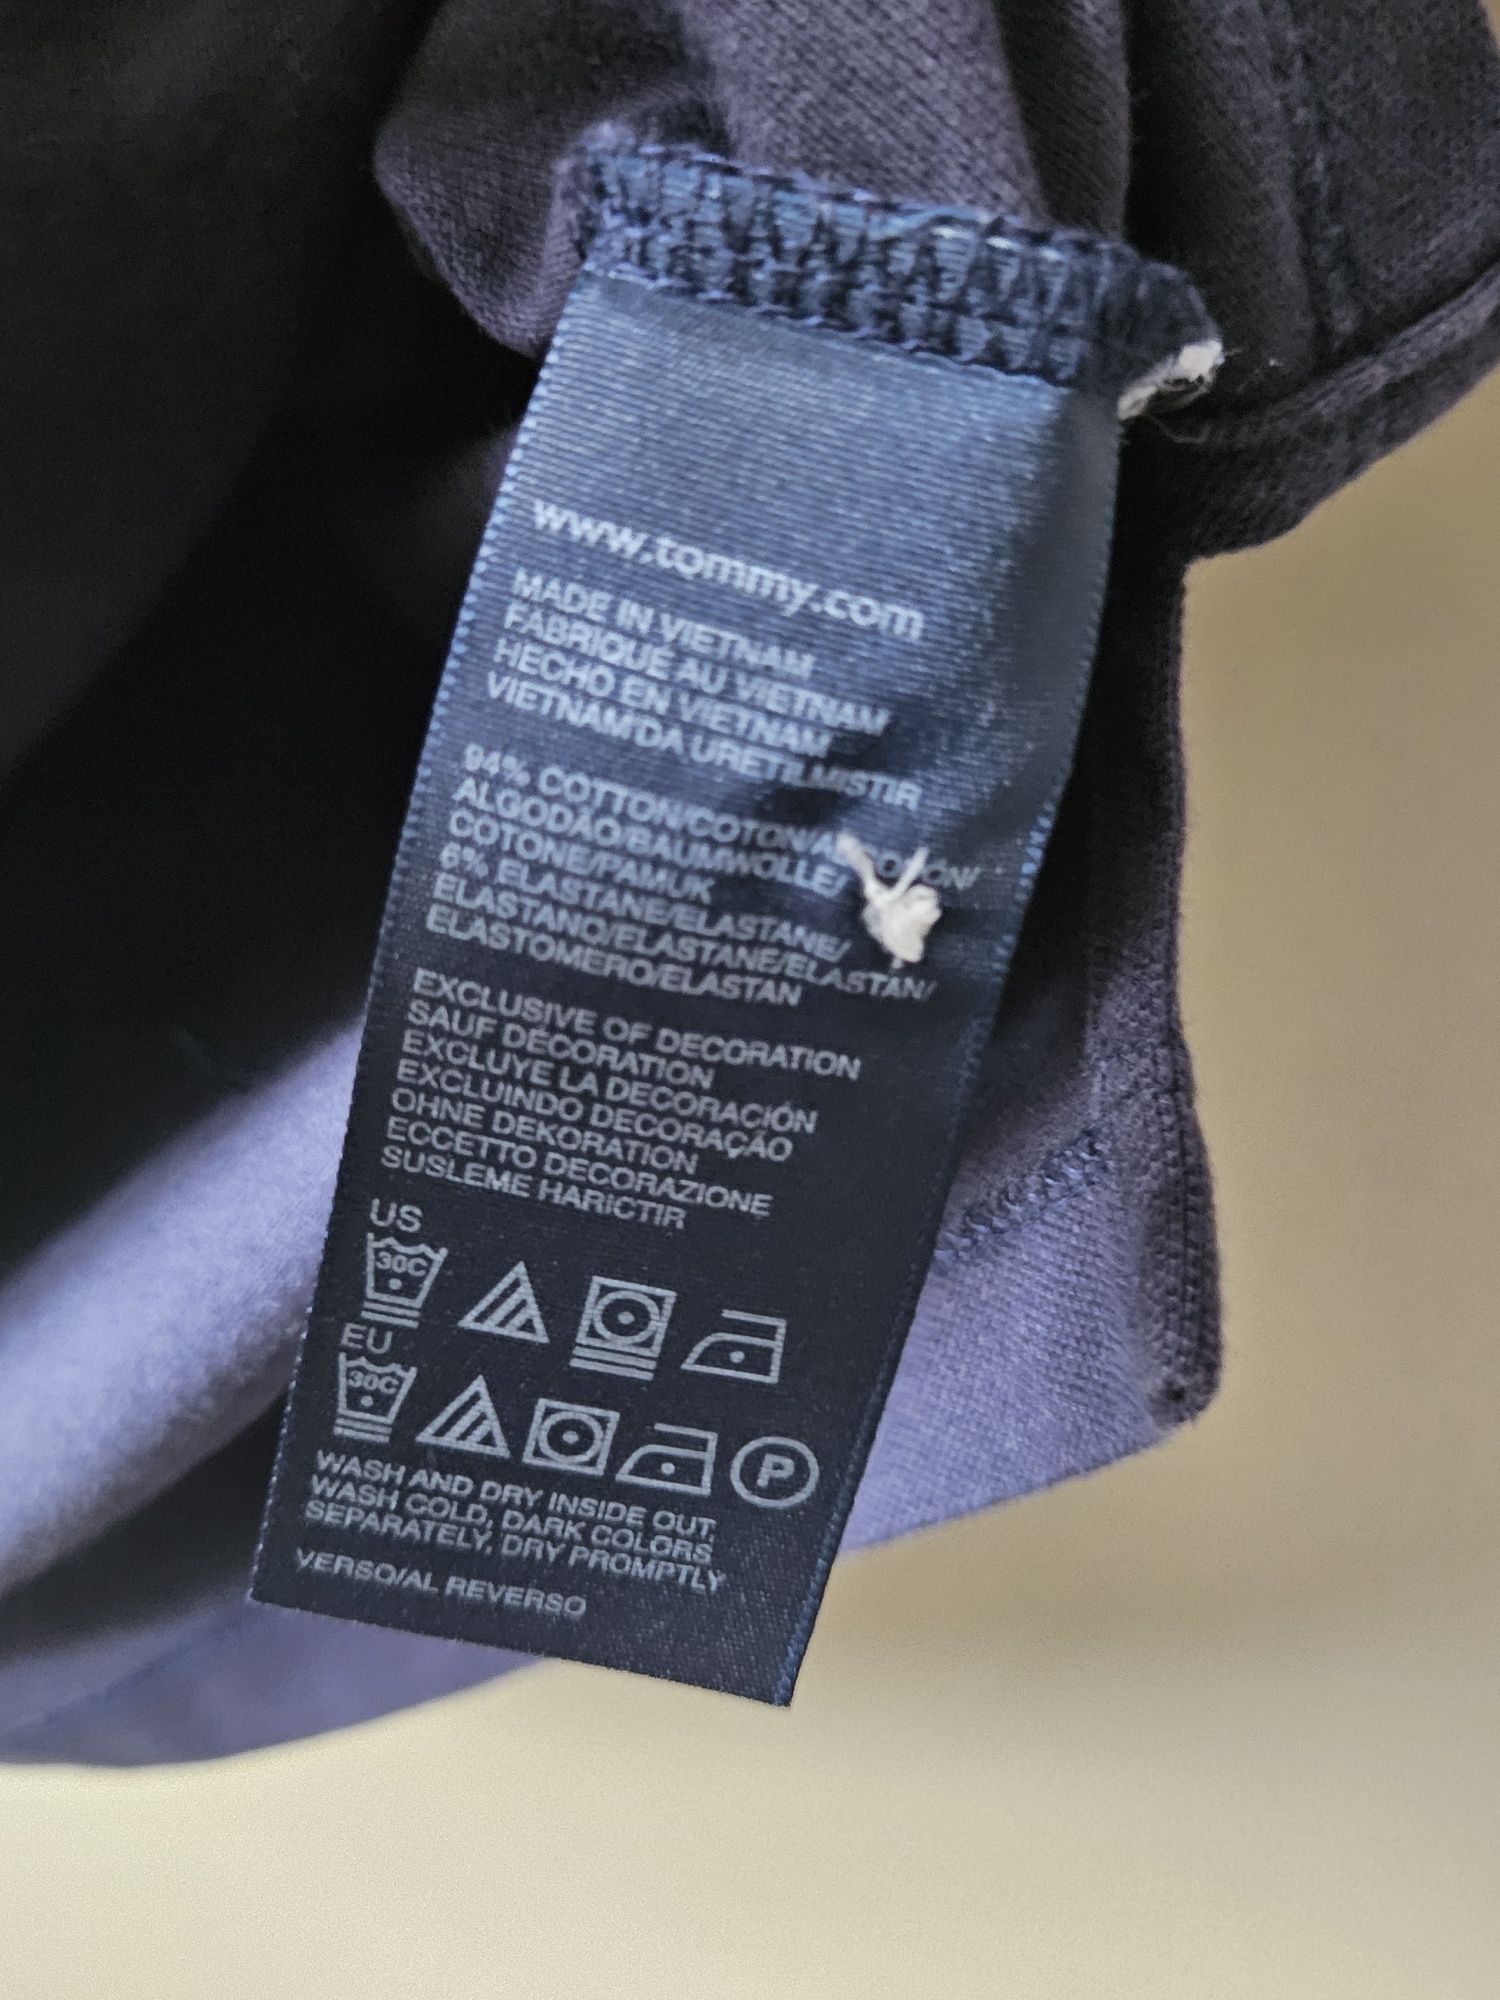 www.tommy.com
MADE IN VIETNAM
FABRIQUÉ AU VIETNAM
HECHO EN VIETNAM
VIETNAM'DA URETILMISTIR
94% COTTON/COTON/ALGODÓN/
ALGODÃO/BAUMWOLLE/
COTONE/PAMUK
6% ELASTANE/ELASTANE/
ELASTANO/ELASTANE/ELASTAN/
ELASTOMERO/ELASTAN
EXCLUSIVE OF DECORATION
SAUF DÉCORATION
EXCLUYE LA DECORACIÓN
EXCLUINDO DECORAÇÃO
OHNE DEKORATION
ECCETTO DECORAZIONE
SUSLEME HARICTIR
US
30C
EU
30C P
WASH AND DRY INSIDE OUT,
WASH COLD, DARK COLORS
SEPARATELY, DRY PROMPTLY
VERSO/AL REVERSO